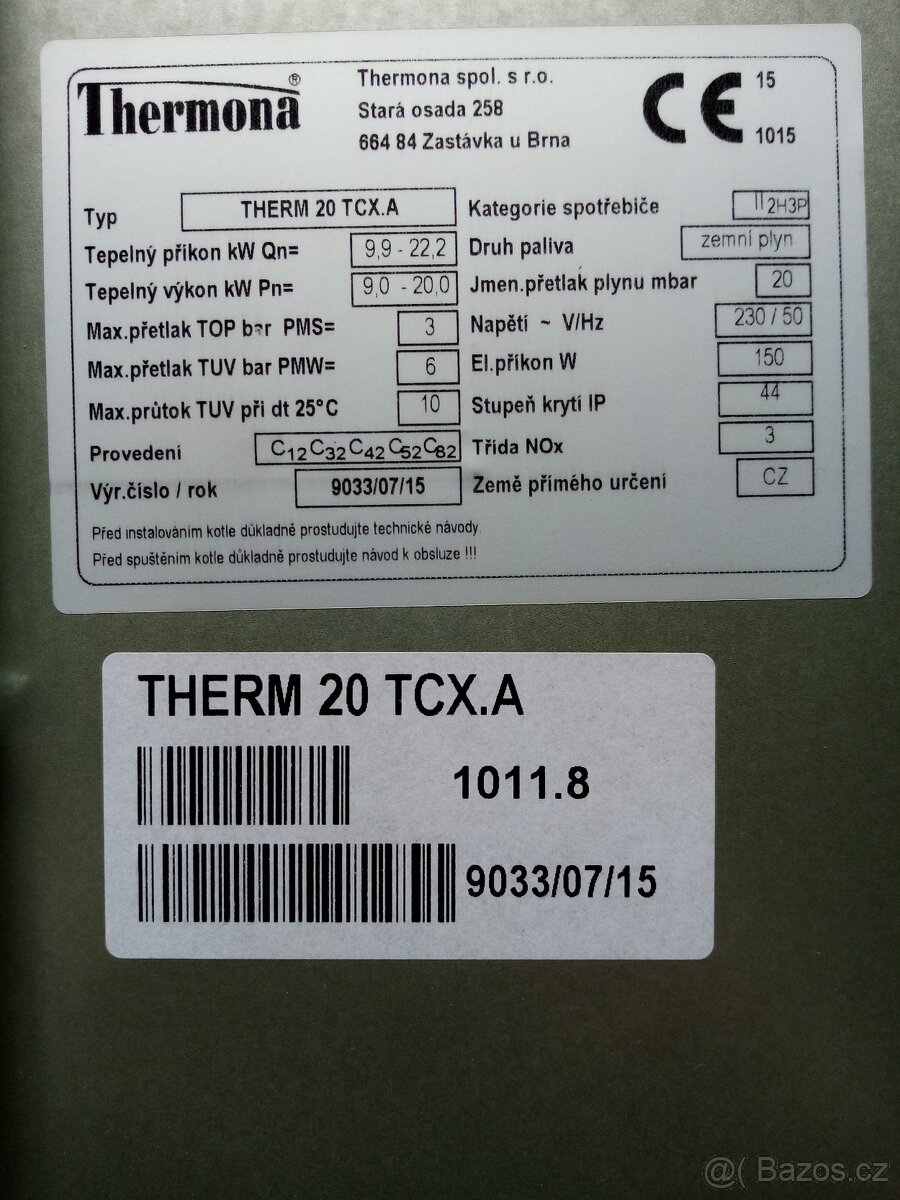 Thermona®
Thermona spol. s r.o.
Stará osada 258
664 84 Zastávka u Brna
CE 15
1015
Typ THERM 20 TCX.A
Tepelný příkon kW Qn= 9,9 - 22,2
Tepelný výkon kW Pn= 9,0 - 20,0
Max.přetlak TOP bar PMS= 3
Max.přetlak TUV bar PMW= 6
Max.průtok TUV při dt 25°C 10
Provedení C12C32C42C52C82
Výr.číslo / rok 9033/07/15
Kategorie spotřebiče II2H3P
Druh paliva zemní plyn
Jmen.přetlak plynu mbar 20
Napětí ~ V/Hz 230 / 50
El.příkon W 150
Stupeň krytí IP 44
Třída NOx 3
Země přímého určení CZ
Před instalováním kotle důkladně prostudujte technické návody
Před spuštěním kotle důkladně prostudujte návod k obsluze !!!
THERM 20 TCX.A
1011.8
9033/07/15
@( Bazos.cz